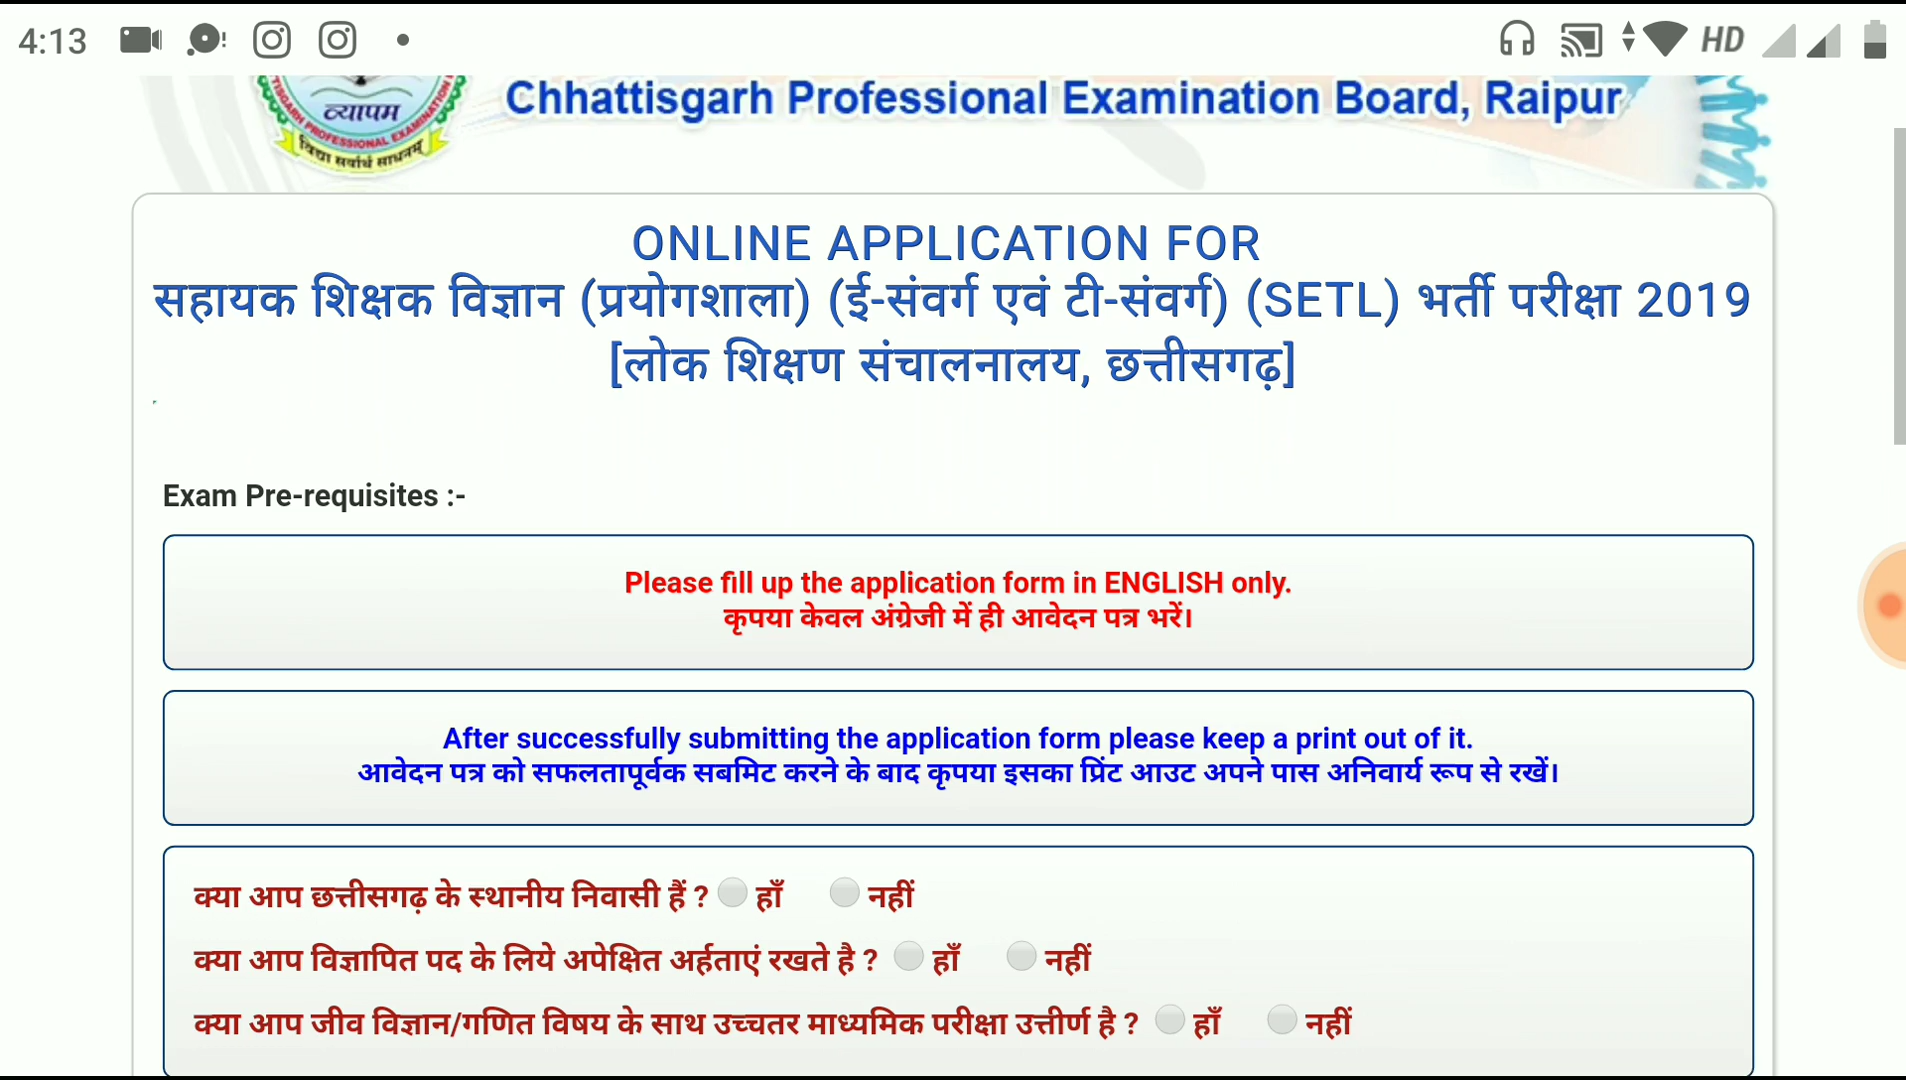 4:13
HD
व्यापम
PROFESSIONAL EXAMINATION
विद्या सर्वार्थ साधनम्
Chhattisgarh Professional Examination Board, Raipur
ONLINE APPLICATION FOR
सहायक शिक्षक विज्ञान (प्रयोगशाला) (ई-संवर्ग एवं टी-संवर्ग) (SETL) भर्ती परीक्षा 2019
[लोक शिक्षण संचालनालय, छत्तीसगढ़]
Exam Pre-requisites :-
Please fill up the application form in ENGLISH only.
कृपया केवल अंग्रेजी में ही आवेदन पत्र भरें।
After successfully submitting the application form please keep a print out of it.
आवेदन पत्र को सफलतापूर्वक सबमिट करने के बाद कृपया इसका प्रिंट आउट अपने पास अनिवार्य रूप से रखें।
क्या आप छत्तीसगढ़ के स्थानीय निवासी हैं ? हाँ नहीं
क्या आप विज्ञापित पद के लिये अपेक्षित अर्हताएं रखते है ? हाँ नहीं
क्या आप जीव विज्ञान/गणित विषय के साथ उच्चतर माध्यमिक परीक्षा उत्तीर्ण है ? हाँ नहीं